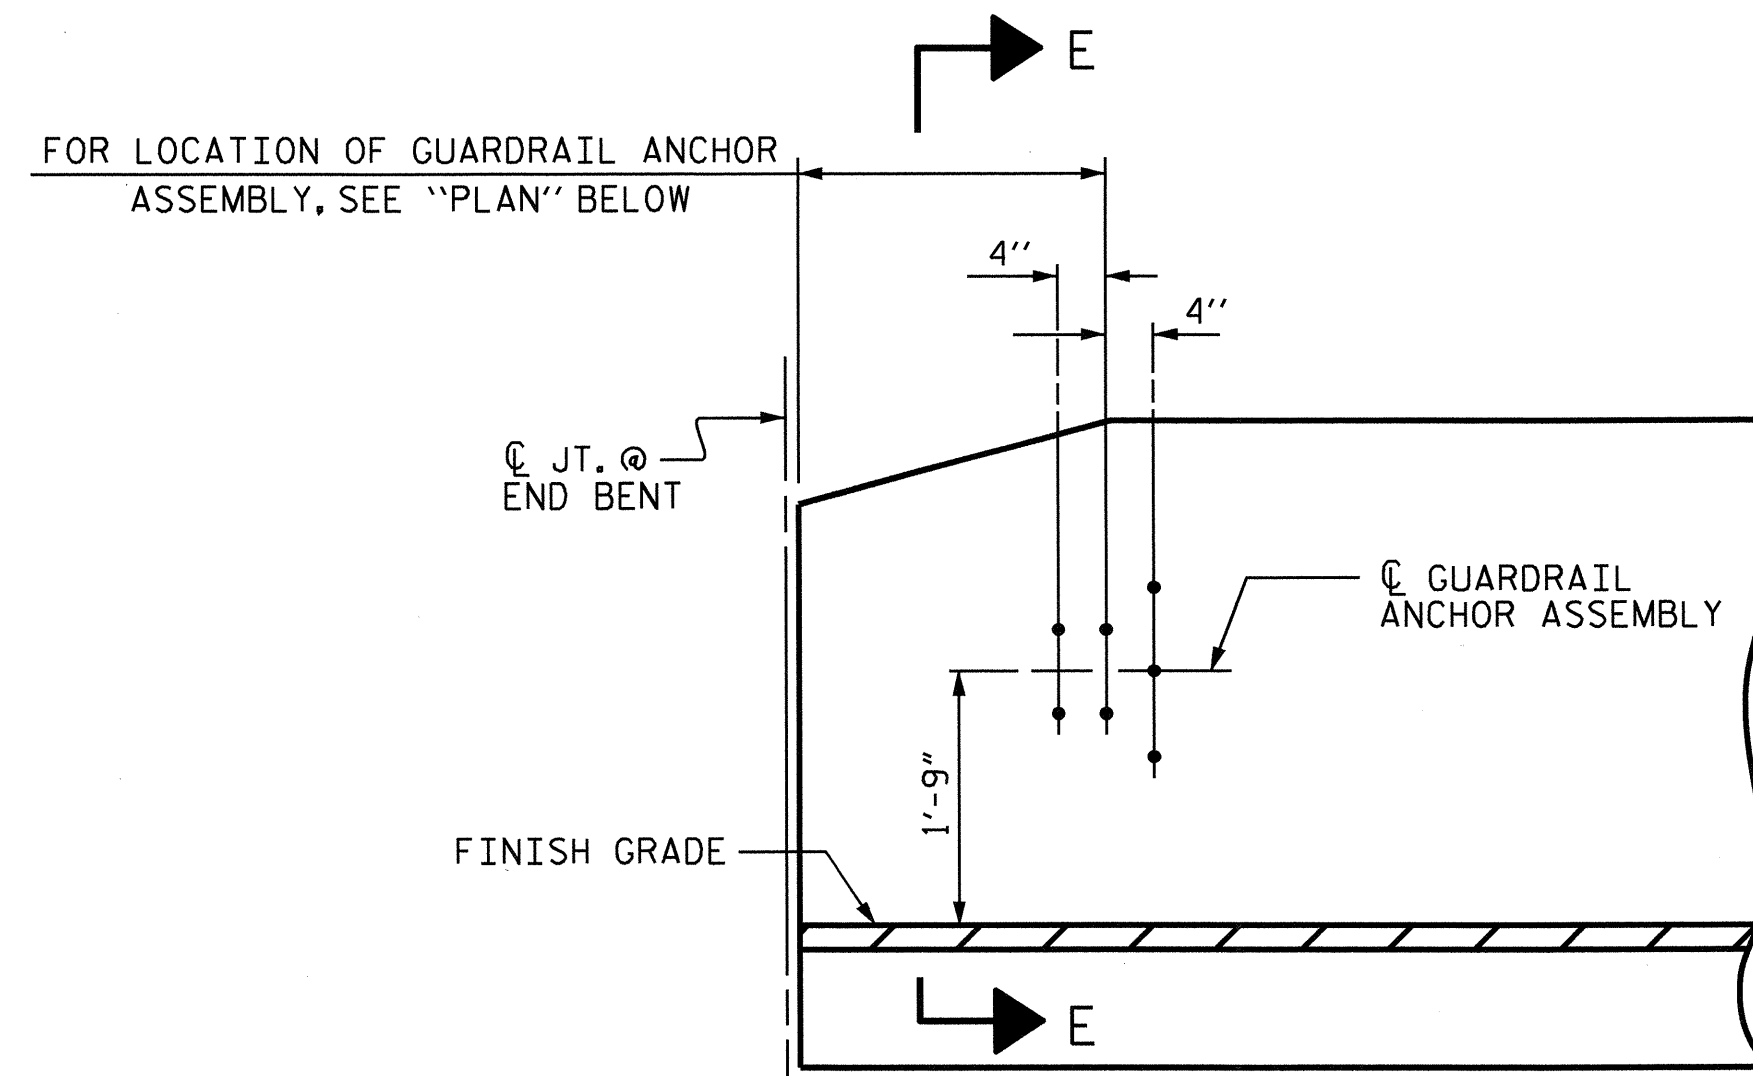 E
FOR LOCATION OF GUARDRAIL ANCHOR
ASSEMBLY, SEE ‵‵PLAN′′ BELOW
4′′
4′′
℄ JT. @
END BENT
℄ GUARDRAIL
ANCHOR ASSEMBLY
1′-9″
FINISH GRADE
E